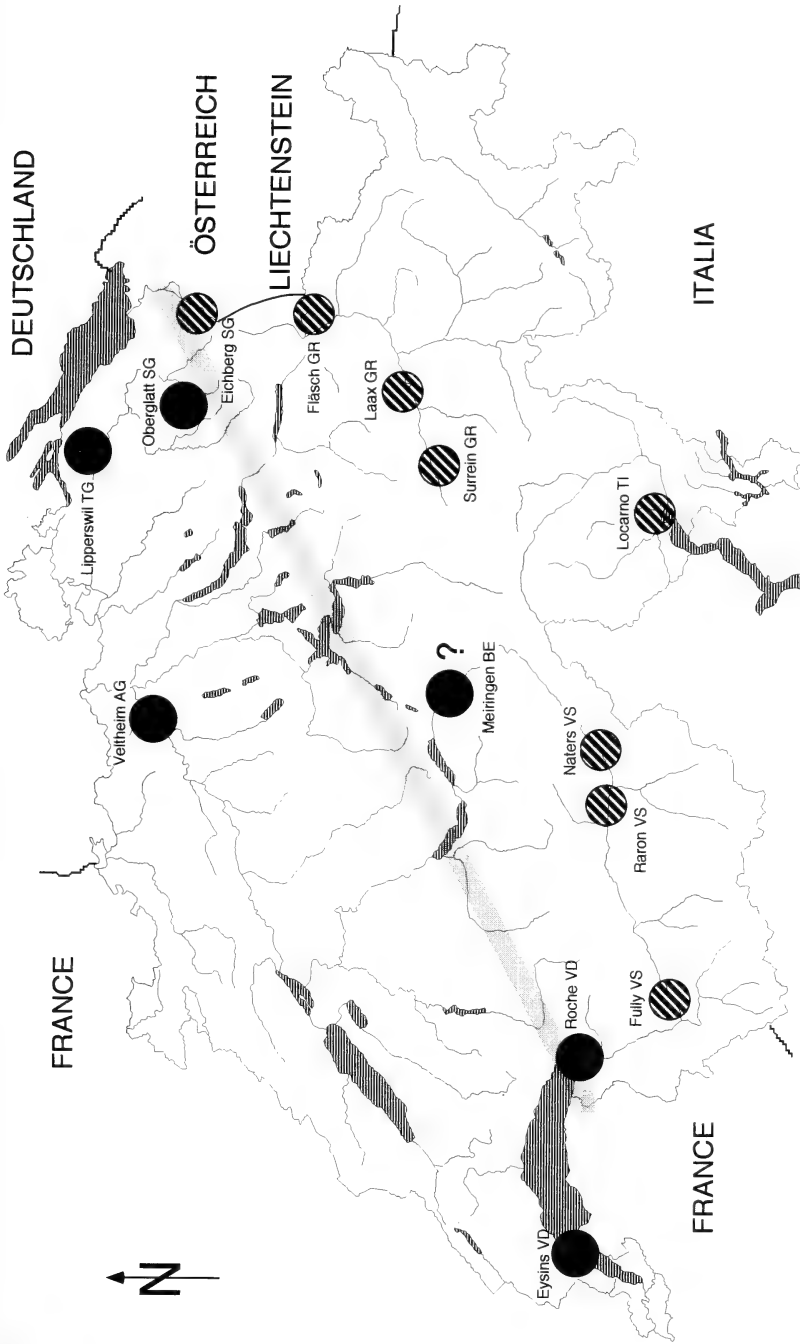 DEUTSCHLAND
ÖSTERREICH
LIECHTENSTEIN
ITALIA
FRANCE
FRANCE
N
Lipperswil TG
Oberglatt SG
Eichberg SG
Fläsch GR
Laax GR
Surrein GR
Locarno TI
Veltheim AG
Meiringen BE
?
Naters VS
Raron VS
Fully VS
Roche VD
Eysins VD